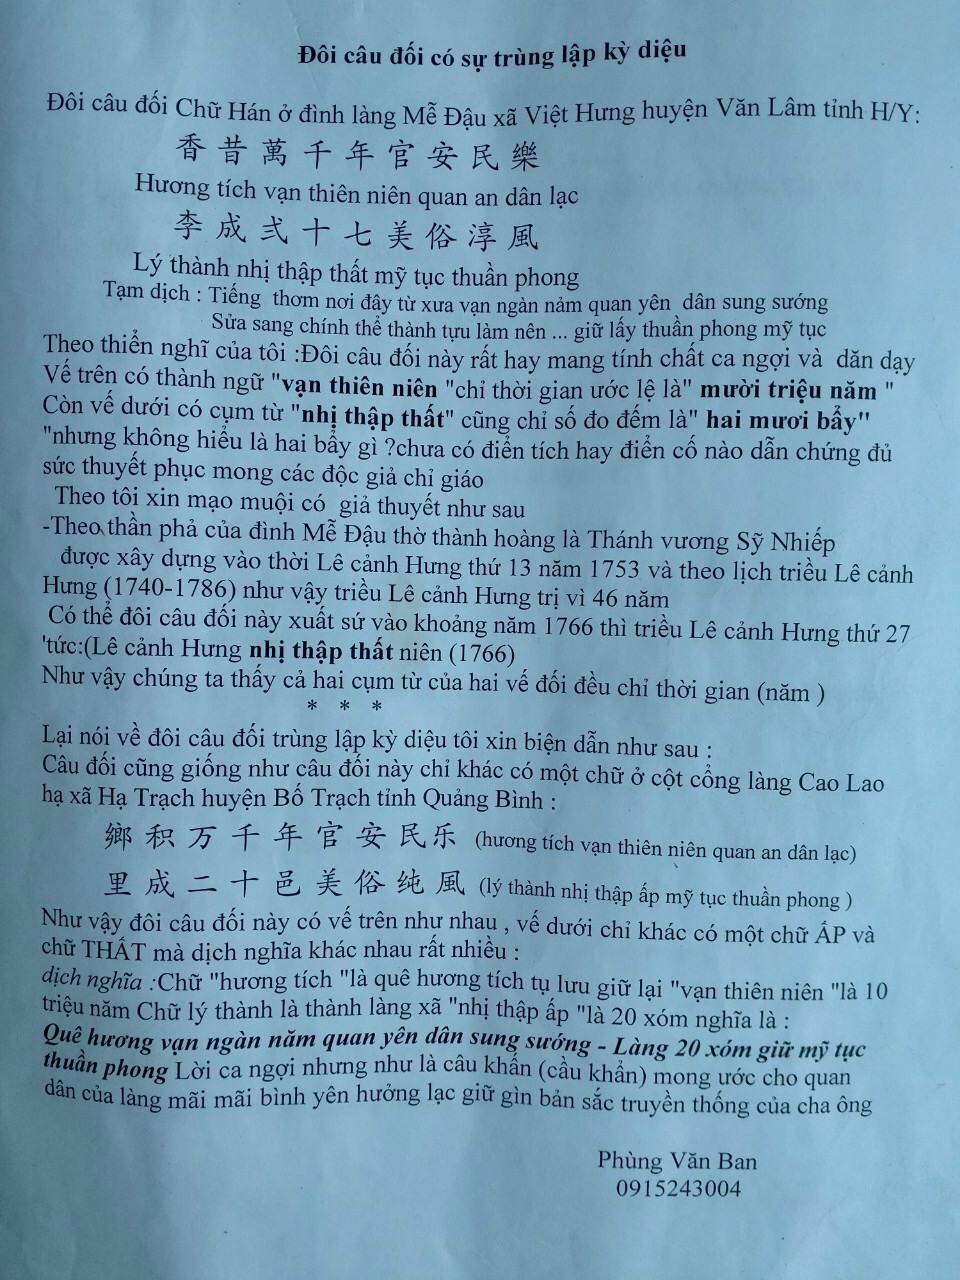 Đôi câu đối có sự trùng lập kỳ diệu
Đôi câu đối Chữ Hán ở đình làng Mễ Đậu xã Việt Hưng huyện Văn Lâm tỉnh H/Y:
香 昔 萬 千 年 官 安 民 樂
Hương tích vạn thiên niên quan an dân lạc
李 成 弍 十 七 美 俗 淳 風
Lý thành nhị thập thất mỹ tục thuần phong
Tạm dịch : Tiếng thơm nơi đây từ xưa vạn ngàn nảm quan yên dân sung sướng
Sửa sang chính thể thành tựu làm nên ... giữ lấy thuần phong mỹ tục
Theo thiển nghĩ của tôi :Đôi câu đối này rất hay mang tính chất ca ngợi và dăn dạy
Vế trên có thành ngữ "vạn thiên niên "chỉ thời gian ước lệ là" mười triệu năm "
Còn vế dưới có cụm từ "nhị thập thất" cũng chỉ số đo đếm là" hai mươi bẩy"
"nhưng không hiểu là hai bẩy gì ?chưa có điển tích hay điển cố nào dẫn chứng đủ
sức thuyết phục mong các độc giả chỉ giáo
Theo tôi xin mạo muội có giả thuyết như sau
-Theo thần phả của đình Mễ Đậu thờ thành hoàng là Thánh vương Sỹ Nhiếp
được xây dựng vào thời Lê cảnh Hưng thứ 13 năm 1753 và theo lịch triều Lê cảnh
Hưng (1740-1786) như vậy triều Lê cảnh Hưng trị vì 46 năm
Có thể đôi câu đối này xuất sứ vào khoảng năm 1766 thì triều Lê cảnh Hưng thứ 27
'tức:(Lê cảnh Hưng nhị thập thất niên (1766)
Như vậy chúng ta thấy cả hai cụm từ của hai vế đối đều chỉ thời gian (năm )
* * *
Lại nói về đôi câu đối trùng lập kỳ diệu tôi xin biện dẫn như sau :
Câu đối cũng giống như câu đối này chỉ khác có một chữ ở cột cổng làng Cao Lao
hạ xã Hạ Trạch huyện Bố Trạch tỉnh Quảng Bình :
鄉 积 万 千 年 官 安 民 乐 (hương tích vạn thiên niên quan an dân lạc)
里 成 二 十 邑 美 俗 纯 風 (lý thành nhị thập ấp mỹ tục thuần phong )
Như vậy đôi câu đối này có vế trên như nhau , vế dưới chỉ khác có một chữ ẤP và
chữ THẤT mà dịch nghĩa khác nhau rất nhiều :
dịch nghĩa :Chữ "hương tích "là quê hương tích tụ lưu giữ lại "vạn thiên niên "là 10
triệu năm Chữ lý thành là thành làng xã "nhị thập ấp "là 20 xóm nghĩa là :
Quê hương vạn ngàn năm quan yên dân sung sướng - Làng 20 xóm giữ mỹ tục
thuần phong Lời ca ngợi nhưng như là câu khẩn (cầu khẩn) mong ước cho quan
dân của làng mãi mãi bình yên hưởng lạc giữ gìn bản sắc truyền thống của cha ông
Phùng Văn Ban
0915243004